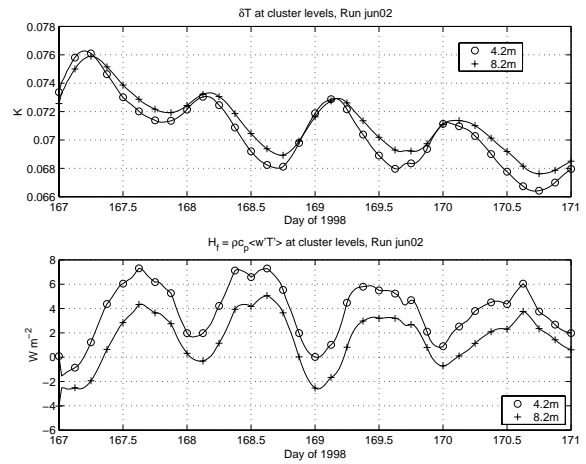 δT at cluster levels, Run jun02
0.078
0.076
0.074
0.072
0.07
0.068
0.066
K
4.2m
8.2m
167 167.5 168 168.5 169 169.5 170 170.5 171
Day of 1998
H_f = ρc_p<w'T'> at cluster levels, Run jun02
8
6
4
2
0
−2
−4
−6
W m⁻²
4.2m
8.2m
167 167.5 168 168.5 169 169.5 170 170.5 171
Day of 1998